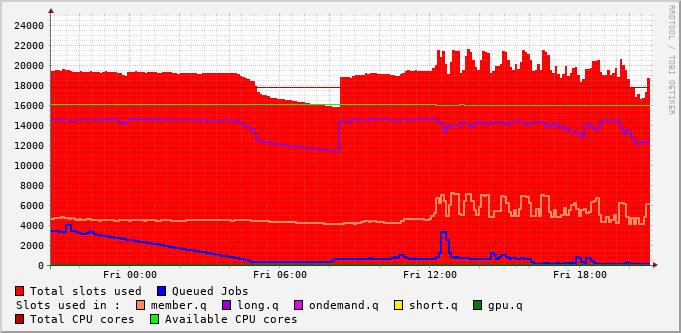 24000
22000
20000
18000
16000
14000
12000
10000
8000
6000
4000
2000
0
Fri 00:00 Fri 06:00 Fri 12:00 Fri 18:00
RRDTOOL / TOBI OETIKER
Total slots used Queued Jobs
Slots used in : member.q long.q ondemand.q short.q gpu.q
Total CPU cores Available CPU cores